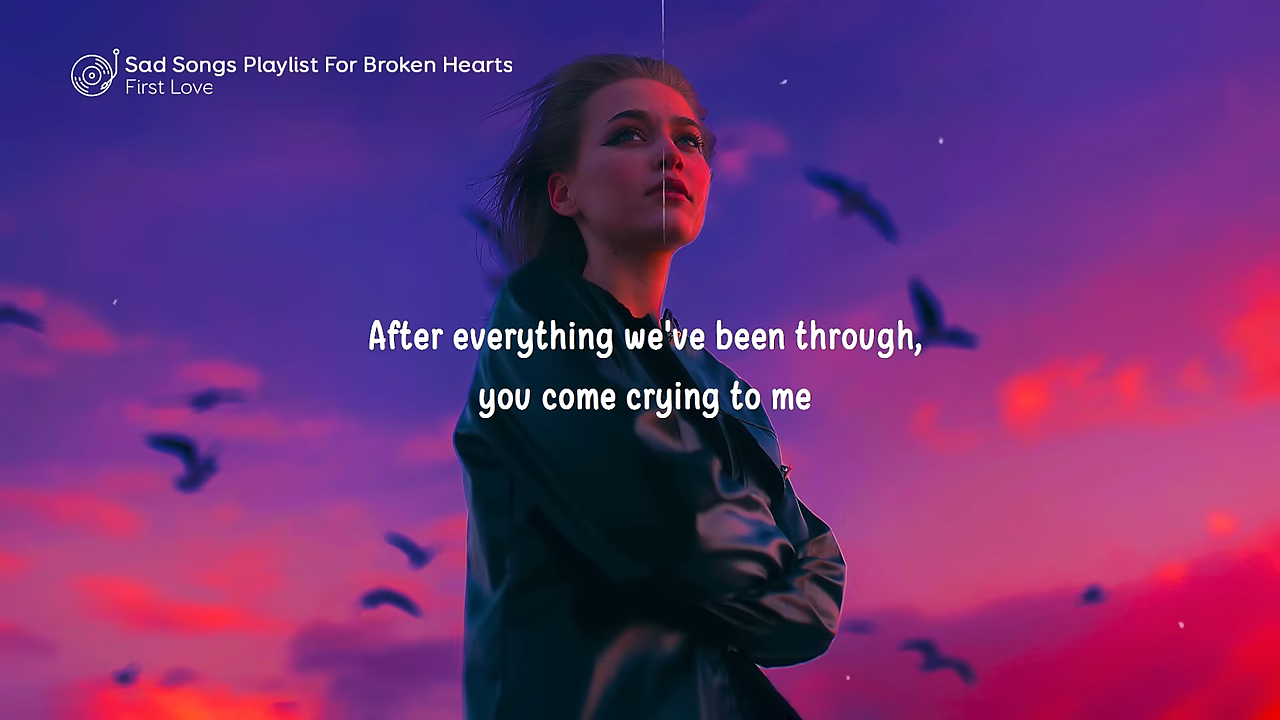 Sad Songs Playlist For Broken Hearts
First Love
After everything we've been through,
you come crying to me